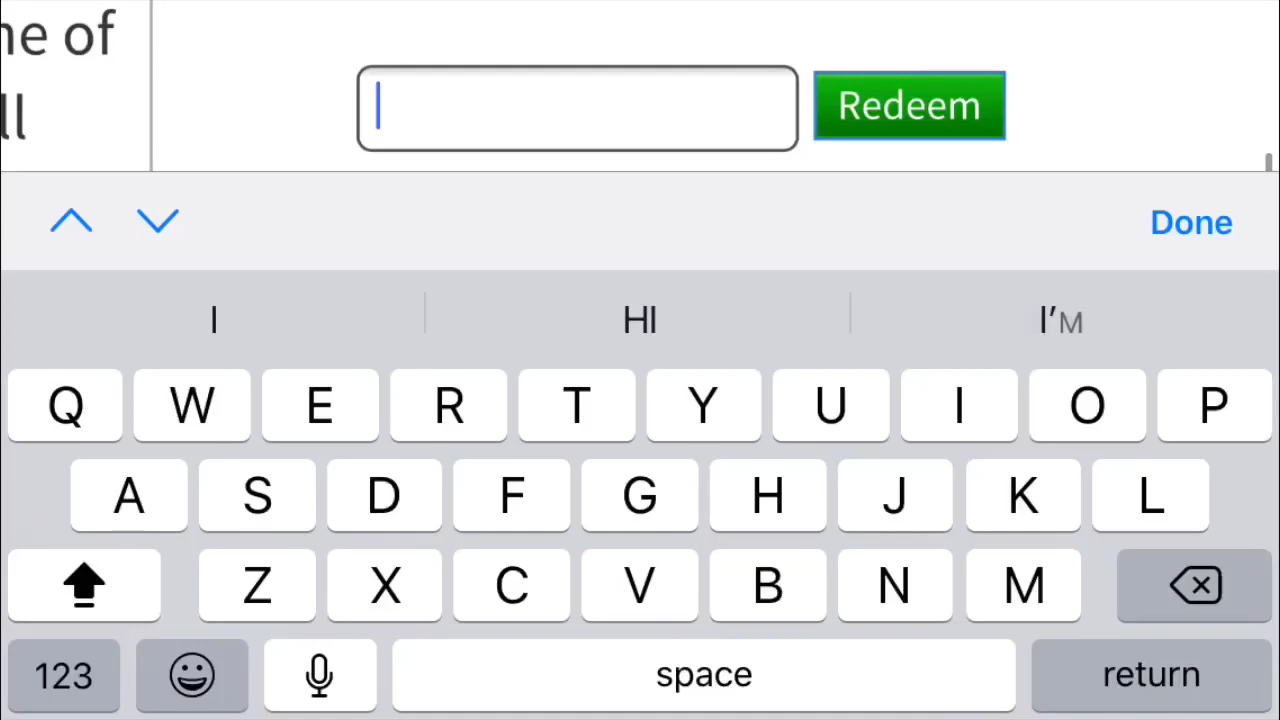 ne of
ll
Redeem
Done
I HI I'M
Q W E R T Y U I O P
A S D F G H J K L
Z X C V B N M
123 space return